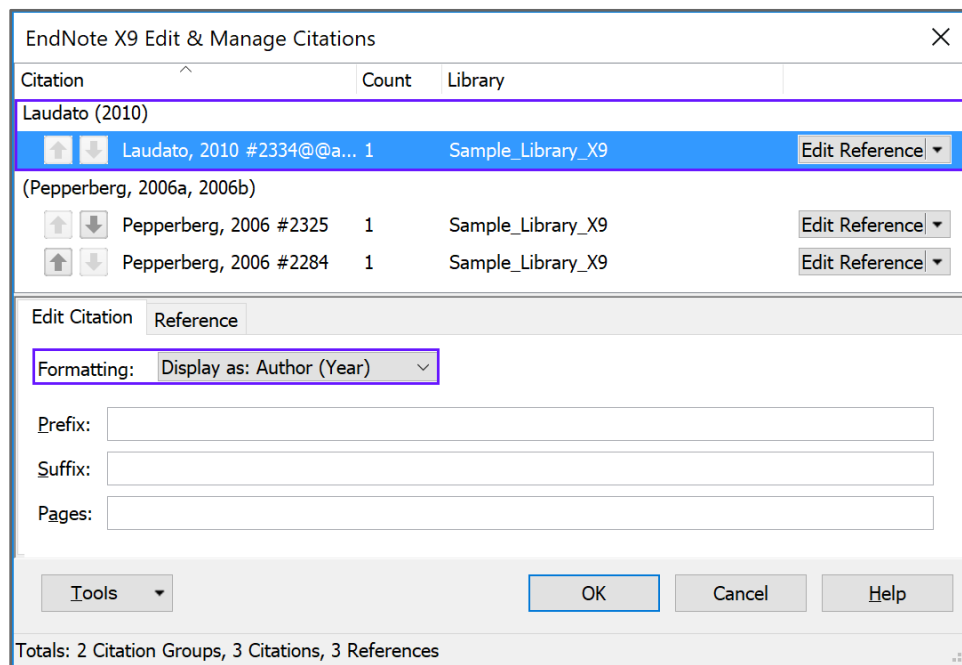 EndNote X9 Edit & Manage Citations
Citation Count Library
Laudato (2010)
Laudato, 2010 #2334@@a... 1 Sample_Library_X9 Edit Reference
(Pepperberg, 2006a, 2006b)
Pepperberg, 2006 #2325 1 Sample_Library_X9 Edit Reference
Pepperberg, 2006 #2284 1 Sample_Library_X9 Edit Reference
Edit Citation Reference
Formatting: Display as: Author (Year)
Prefix:
Suffix:
Pages:
Tools OK Cancel Help
Totals: 2 Citation Groups, 3 Citations, 3 References